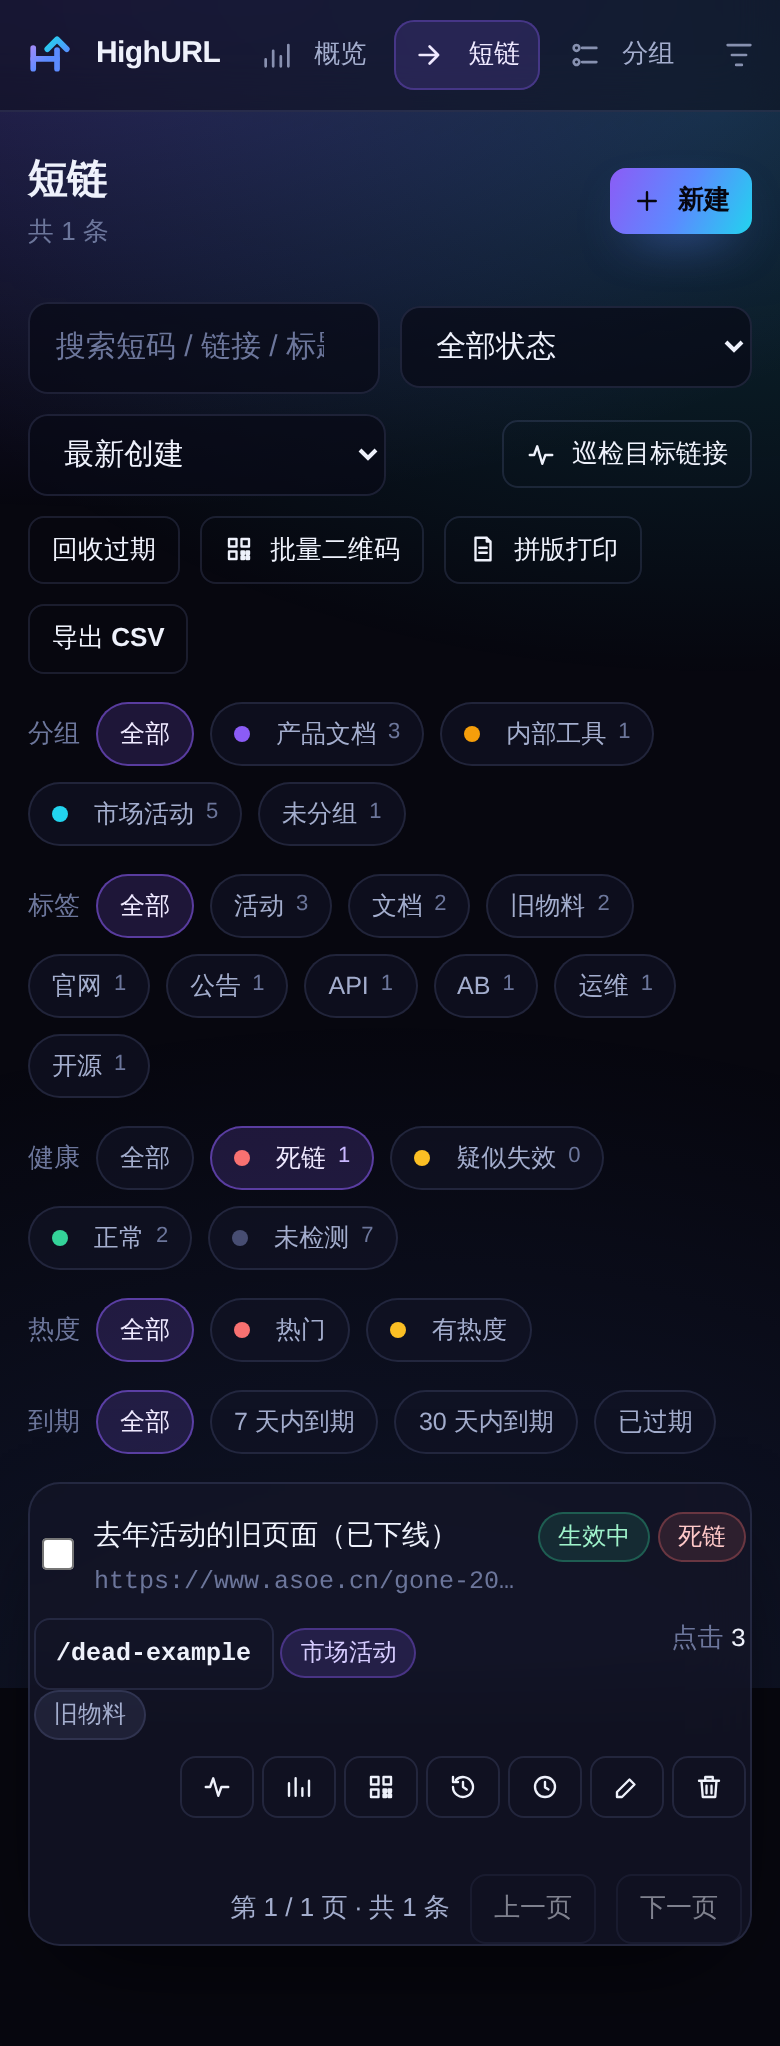 HighURL 概览 短链 分组
短链
新建
共 1 条
搜索短码 / 链接 / 标 全部状态
最新创建 巡检目标链接
回收过期 批量二维码 拼版打印
导出 CSV
分组 全部 产品文档 3 内部工具 1
市场活动 5 未分组 1
标签 全部 活动 3 文档 2 旧物料 2
官网 1 公告 1 API 1 AB 1 运维 1
开源 1
健康 全部 死链 1 疑似失效 0
正常 2 未检测 7
热度 全部 热门 有热度
到期 全部 7 天内到期 30 天内到期 已过期
去年活动的旧页面（已下线） 生效中 死链
https://www.asoe.cn/gone-20…
/dead-example 市场活动 点击 3
旧物料
第 1 / 1 页 · 共 1 条 上一页 下一页